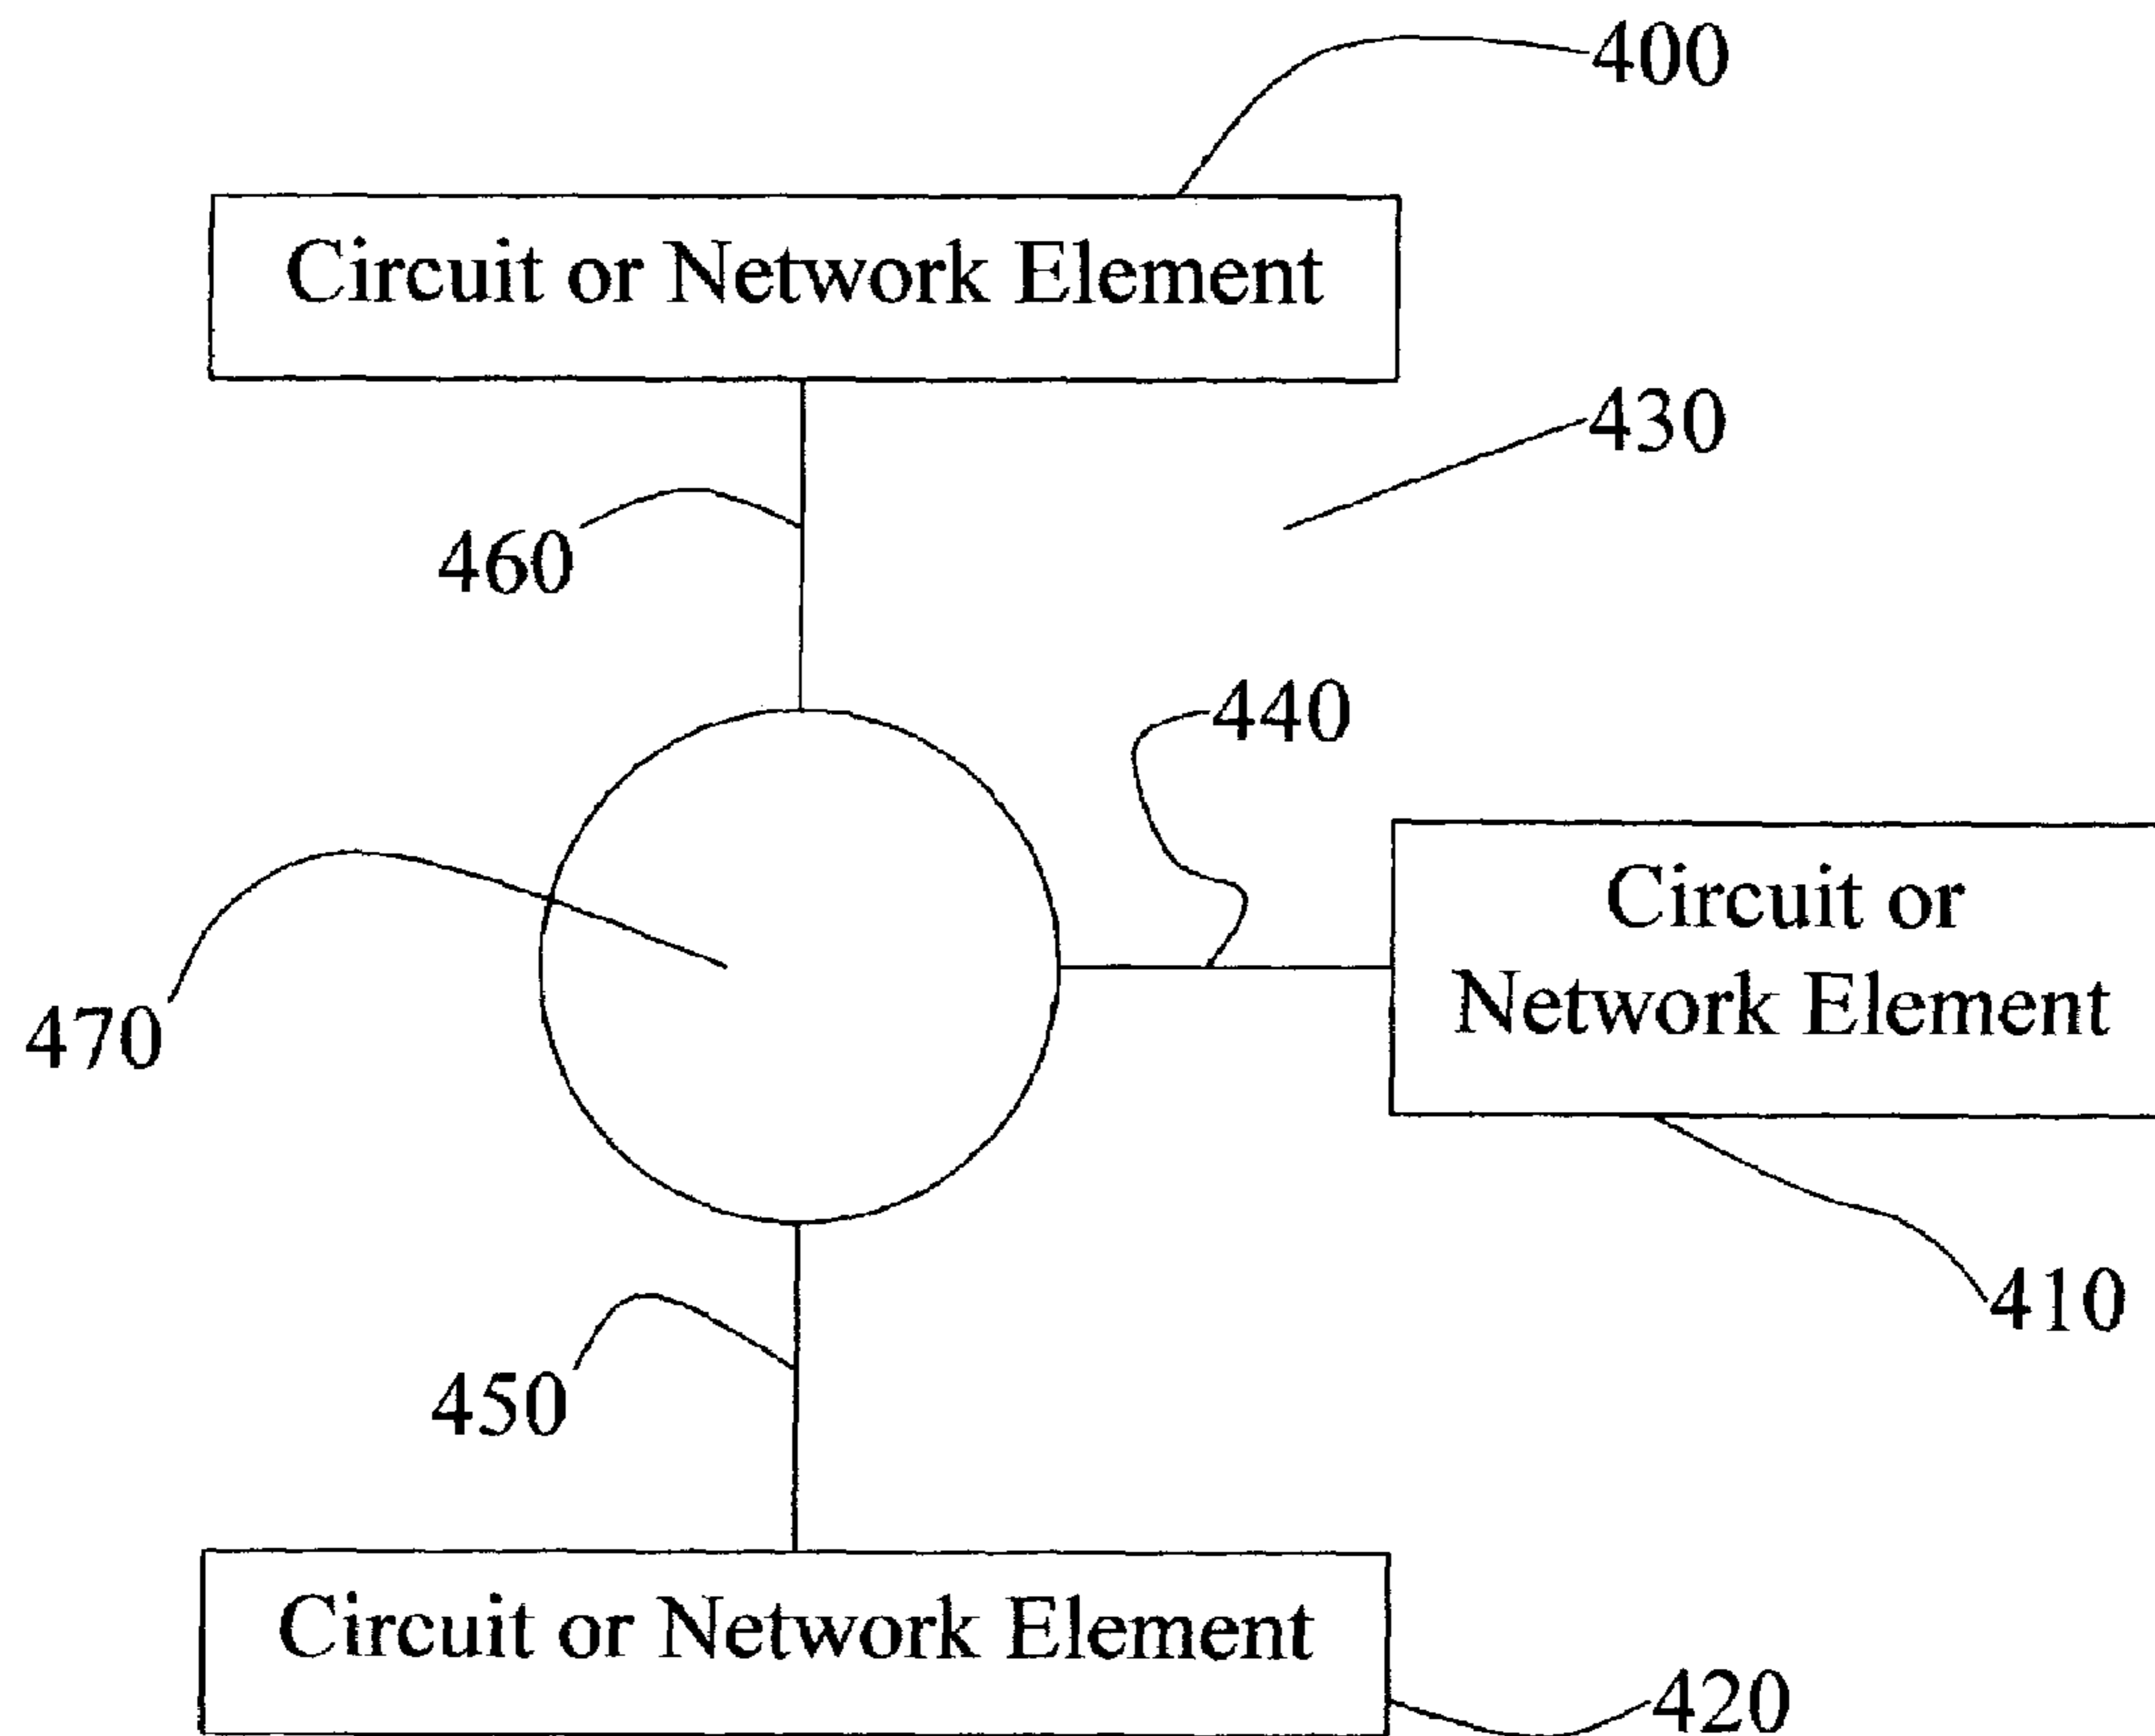 400
Circuit or Network Element
430
460
440
Circuit or
Network Element
470
410
450
Circuit or Network Element
420